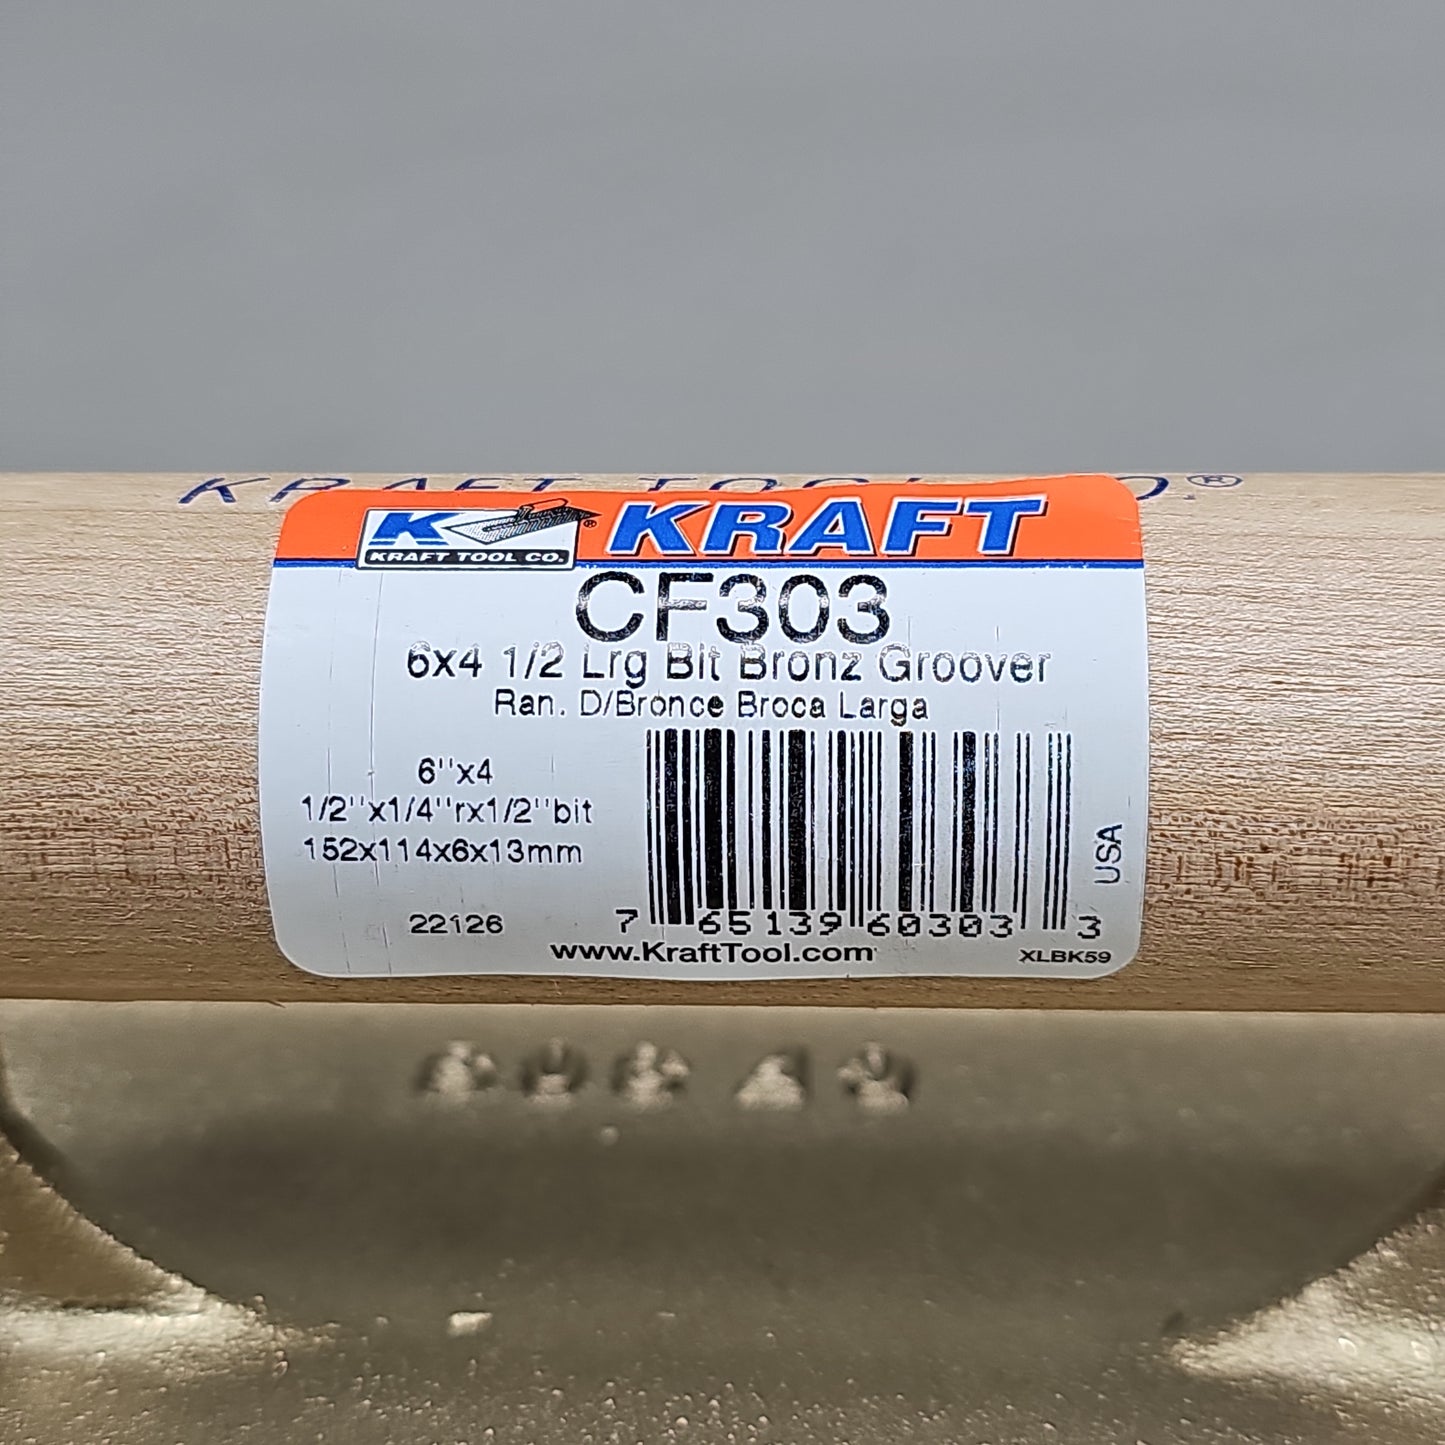 KRAFT TOOL CO.®
K ®
KRAFT TOOL CO.
KRAFT
CF303
6x4 1/2 Lrg Bit Bronz Groover
Ran. D/Bronce Broca Larga
6''x4
1/2''x1/4''rx1/2''bit
152x114x6x13mm
22126
7 65139 60303 3
USA
www.KraftTool.com
XLBK59